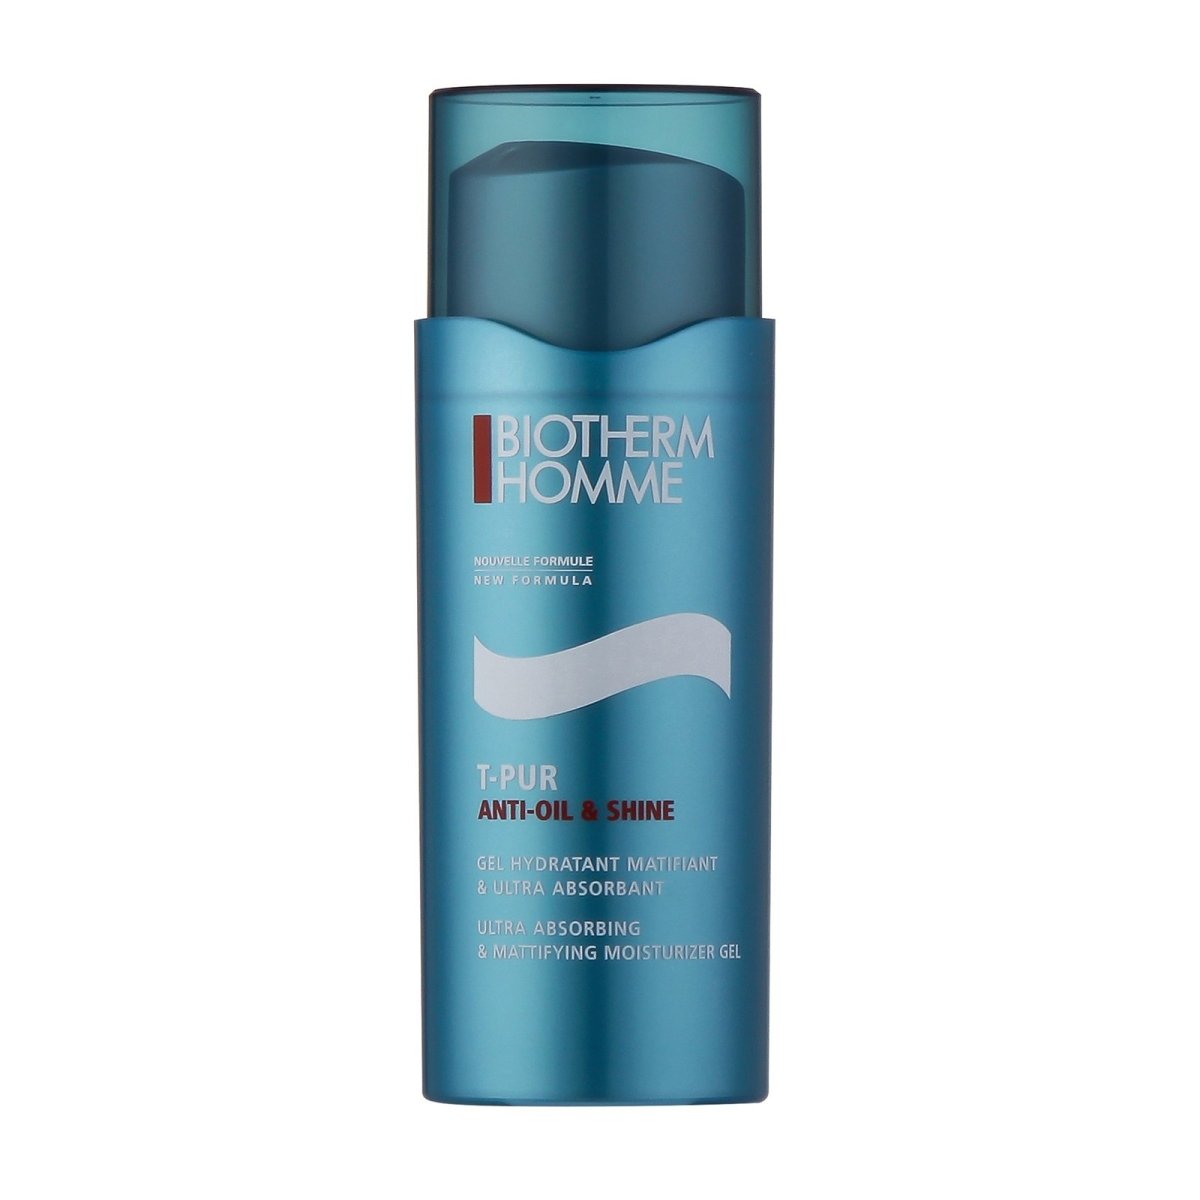 BIOTHERM
HOMME
NOUVELLE FORMULE
NEW FORMULA
T-PUR
ANTI-OIL & SHINE
GEL HYDRATANT MATIFIANT
& ULTRA ABSORBANT
ULTRA ABSORBING
& MATTIFYING MOISTURIZER GEL